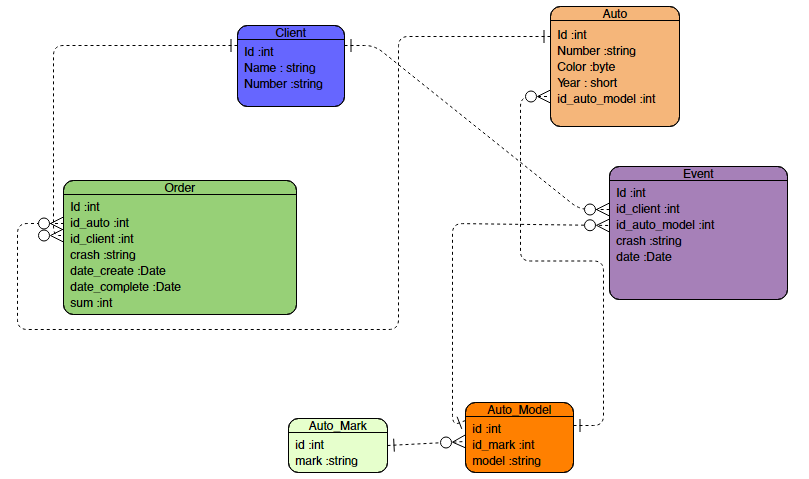 Client
Id :int
Name : string
Number :string
Auto
Id :int
Number :string
Color :byte
Year : short
id_auto_model :int
Order
Id :int
id_auto :int
id_client :int
crash :string
date_create :Date
date_complete :Date
sum :int
Event
Id :int
id_client :int
id_auto_model :int
crash :string
date :Date
Auto_Mark
id :int
mark :string
Auto_Model
id :int
id_mark :int
model :string